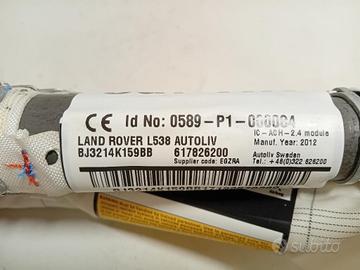 CE Id No: 0589-P1-000004
IC-ACH-2.4 module
LAND ROVER L538 AUTOLIV
Manuf. Year: 2012
BJ3214K159BB 617826200
Autoliv Sweden
Supplier code: EGZRA
Tel.: +46(0)322.626200
subito